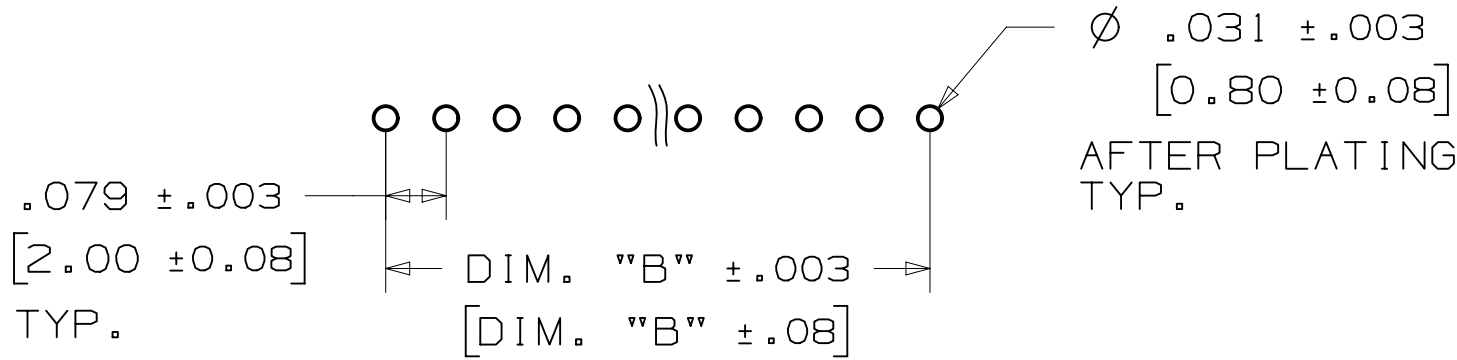 Ø .031 ±.003
[0.80 ±0.08]
AFTER PLATING
TYP.
.079 ±.003
[2.00 ±0.08]
TYP.
DIM. "B" ±.003
[DIM. "B" ±.08]